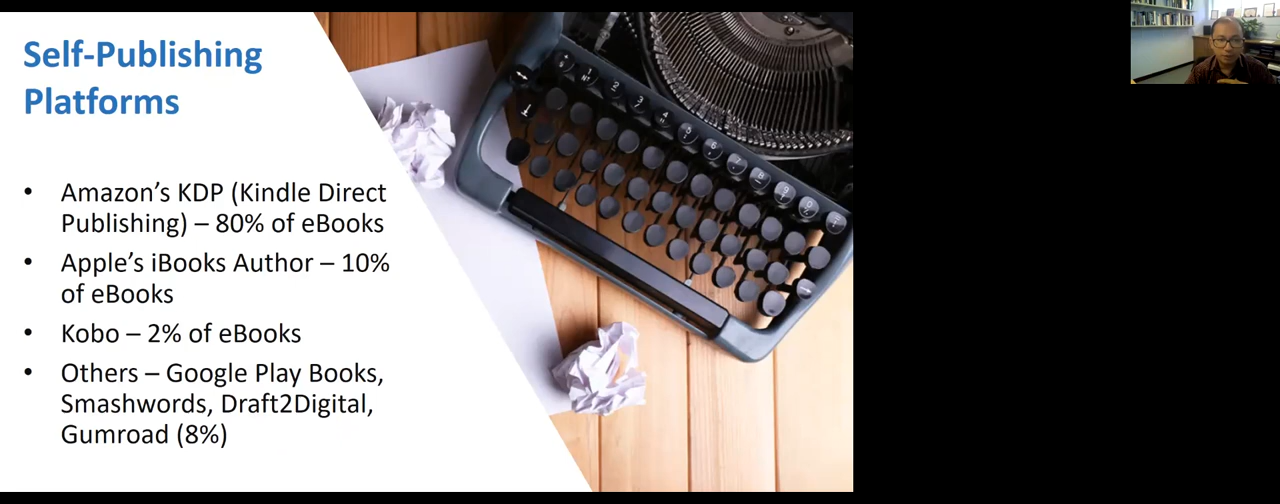 Self-Publishing
Platforms
• Amazon’s KDP (Kindle Direct
Publishing) – 80% of eBooks
• Apple’s iBooks Author – 10%
of eBooks
• Kobo – 2% of eBooks
• Others – Google Play Books,
Smashwords, Draft2Digital,
Gumroad (8%)